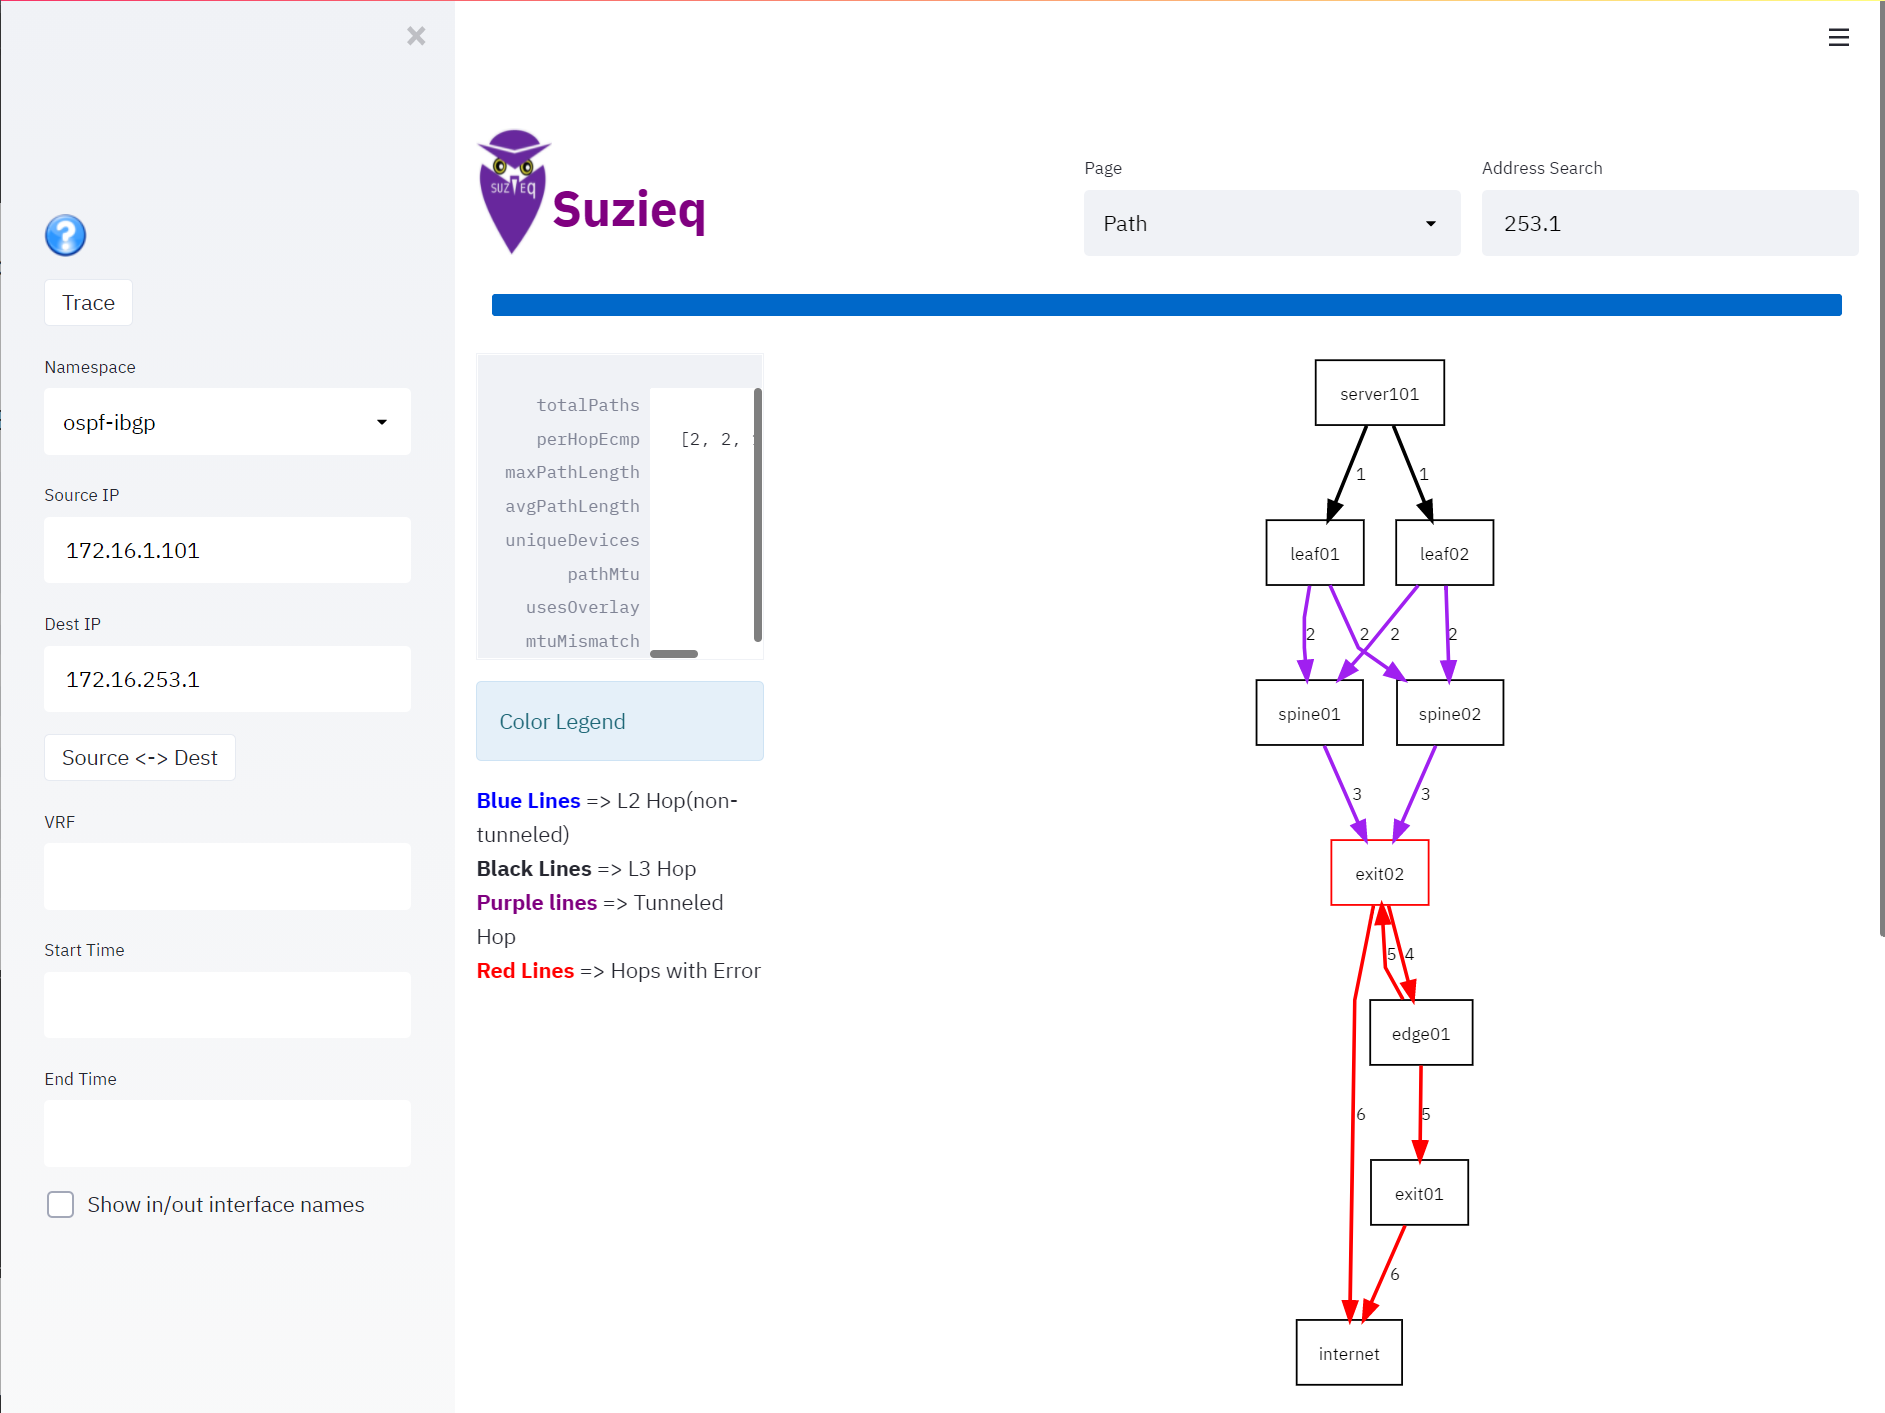 Trace
Namespace
ospf-ibgp
Source IP
172.16.1.101
Dest IP
172.16.253.1
Source <-> Dest
VRF
Start Time
End Time
Show in/out interface names
SUZIEQ
Suzieq
Page
Path
Address Search
253.1
totalPaths
perHopEcmp [2, 2,
maxPathLength
avgPathLength
uniqueDevices
pathMtu
usesOverlay
mtuMismatch
Color Legend
Blue Lines => L2 Hop(non-
tunneled)
Black Lines => L3 Hop
Purple lines => Tunneled
Hop
Red Lines => Hops with Error
server101
1 1
leaf01 leaf02
2 2 2 2
spine01 spine02
3 3
exit02
5 4
edge01
6 5
exit01
6
internet